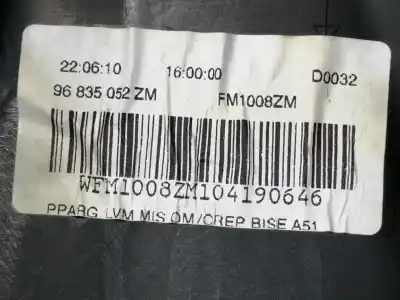 22:06:10 16:00:00 D0032
96 835 052 ZM FM1008ZM
WFM1008ZM104190646
PPARG LVM MIS OM/CREP BISE A51